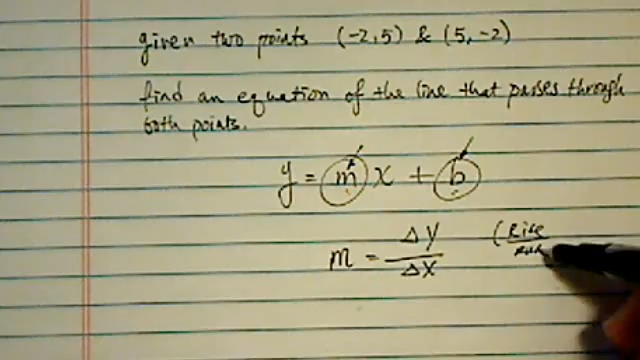 given two points (-2,5) & (5,-2)
find an equation of the line that passes through
both points.
y = m x + b
m = ΔY/ΔX (Rise/Run